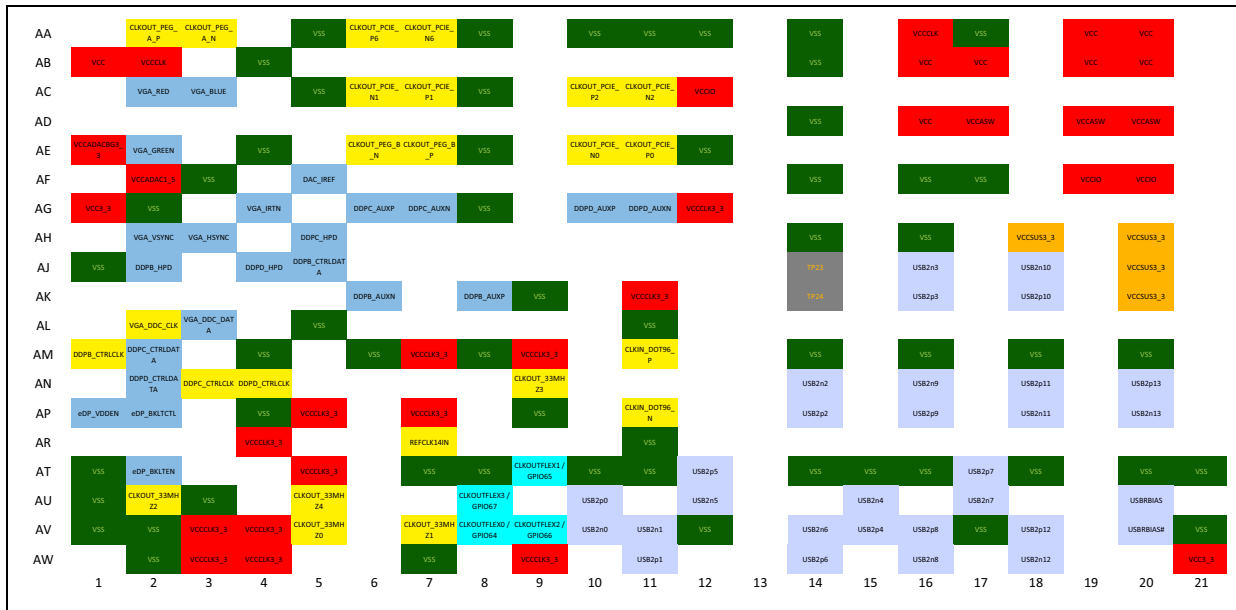 AA CLKOUT_PEG_A_P CLKOUT_PEG_A_N VSS CLKOUT_PCIE_P6 CLKOUT_PCIE_N6 VSS VSS VSS VSS VSS VCCCLK VSS VCC VCC
AB VCC VCCCLK VSS VSS VCC VCC VCC VCC
AC VGA_RED VGA_BLUE VSS CLKOUT_PCIE_N1 CLKOUT_PCIE_P1 CLKOUT_PCIE_P2 CLKOUT_PCIE_N2 VCCIO
AD VSS VCC VCCASW VCCASW VCCASW
AE VCCADACBG3_3 VGA_GREEN VSS CLKOUT_PEG_B_N CLKOUT_PEG_B_P CLKOUT_PCIE_N0 CLKOUT_PCIE_P0 VSS
AF VCCADAC1_5 VSS DAC_IREF VSS VSS VSS VCCIO VCCIO
AG VCC3_3 VSS VGA_IRTN DDPC_AUXP DDPC_AUXN VSS DDPD_AUXP DDPD_AUXN VCCCLK3_3
AH VGA_VSYNC VGA_HSYNC DDPC_HPD VSS VSS VCCSUS3_3 VCCSUS3_3
AJ VSS DDPB_HPD DDPD_HPD DDPB_CTRLDATA TP23 USB2n3 USB2n10 VCCSUS3_3
AK DDPB_AUXN DDPB_AUXP VSS VCCCLK3_3 TP24 USB2p3 USB2p10 VCCSUS3_3
AL VGA_DDC_CLK VGA_DDC_DATA VSS VSS
AM DDPB_CTRLCLK DDPC_CTRLDATA VSS VSS VCCCLK3_3 VSS VCCCLK3_3 CLKIN_DOT96_P VSS VSS VSS VSS
AN DDPD_CTRLDATA DDPC_CTRLCLK DDPD_CTRLCLK CLKOUT_33MHZ3 USB2n2 USB2n9 USB2p11 USB2p13
AP eDP_VDDEN eDP_BKLTCTL VSS VCCCLK3_3 VCCCLK3_3 VSS CLKIN_DOT96_N USB2p2 USB2p9 USB2n11 USB2n13
AR VCCCLK3_3 REFCLK14IN VSS
AT VSS eDP_BKLTEN VCCCLK3_3 VSS VSS CLKOUTFLEX1 / GPIO65 VSS VSS USB2p5 VSS VSS VSS USB2p7 VSS VSS VSS
AU VSS CLKOUT_33MHZ2 VSS CLKOUT_33MHZ4 CLKOUTFLEX3 / GPIO67 USB2p0 USB2n5 USB2n4 USB2n7 USBRBIAS
AV VSS VSS VCCCLK3_3 VCCCLK3_3 CLKOUT_33MHZ0 CLKOUT_33MHZ1 CLKOUTFLEX0 / GPIO64 CLKOUTFLEX2 / GPIO66 USB2n0 USB2n1 VSS USB2n6 USB2p4 USB2p8 VSS USB2p12 USBRBIAS# VSS
AW VSS VCCCLK3_3 VCCCLK3_3 VSS VCCCLK3_3 USB2p1 USB2p6 USB2n8 USB2n12 VCC3_3
1 2 3 4 5 6 7 8 9 10 11 12 13 14 15 16 17 18 19 20 21